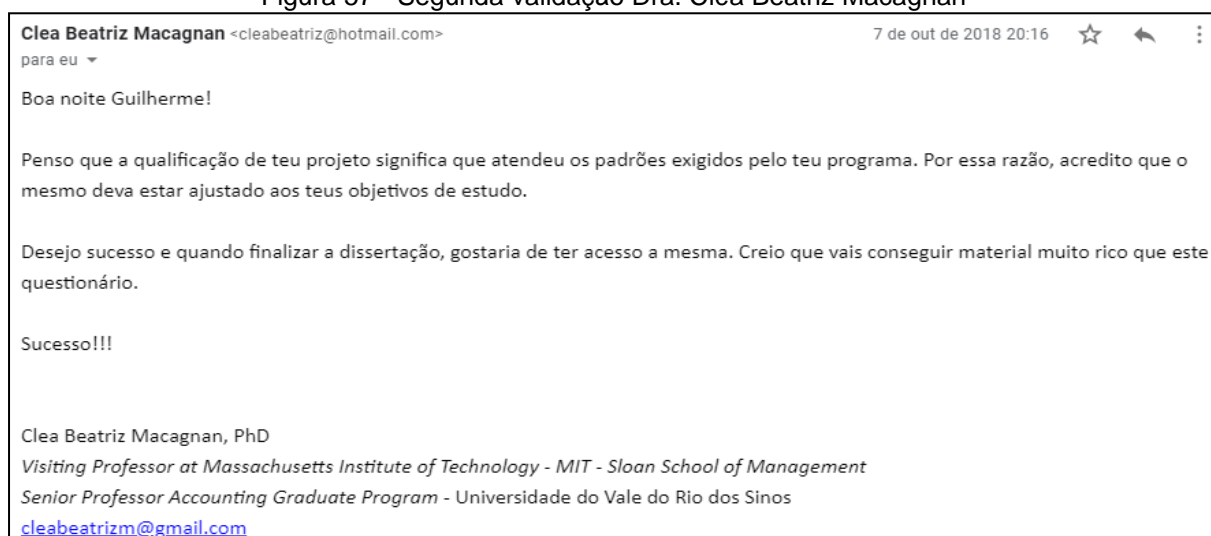 Figura 37 - Segunda validação Dra. Clea Beatriz Macagnan
Clea Beatriz Macagnan <cleabeatriz@hotmail.com> 7 de out de 2018 20:16
para eu
Boa noite Guilherme!
Penso que a qualificação de teu projeto significa que atendeu os padrões exigidos pelo teu programa. Por essa razão, acredito que o
mesmo deva estar ajustado aos teus objetivos de estudo.
Desejo sucesso e quando finalizar a dissertação, gostaria de ter acesso a mesma. Creio que vais conseguir material muito rico que este
questionário.
Sucesso!!!
Clea Beatriz Macagnan, PhD
Visiting Professor at Massachusetts Institute of Technology - MIT - Sloan School of Management
Senior Professor Accounting Graduate Program - Universidade do Vale do Rio dos Sinos
cleabeatrizm@gmail.com